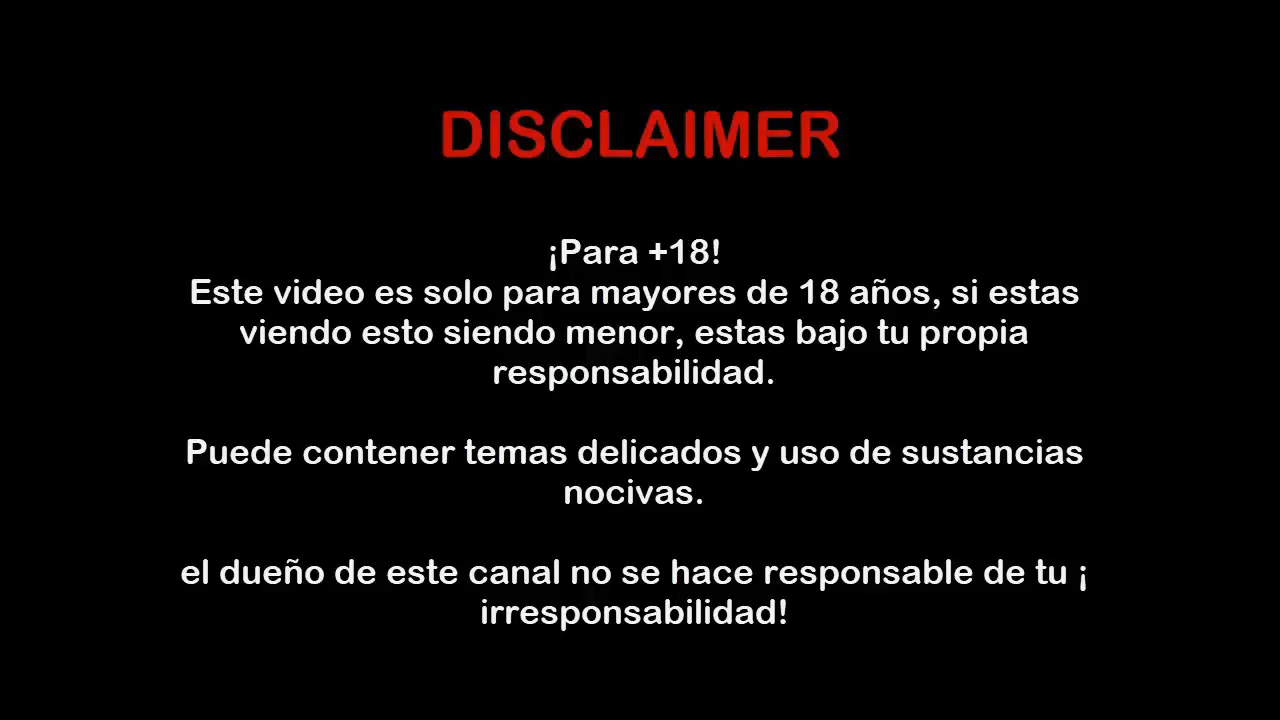 DISCLAIMER
¡Para +18!
Este video es solo para mayores de 18 años, si estas
viendo esto siendo menor, estas bajo tu propia
responsabilidad.
Puede contener temas delicados y uso de sustancias
nocivas.
el dueño de este canal no se hace responsable de tu ¡
irresponsabilidad!